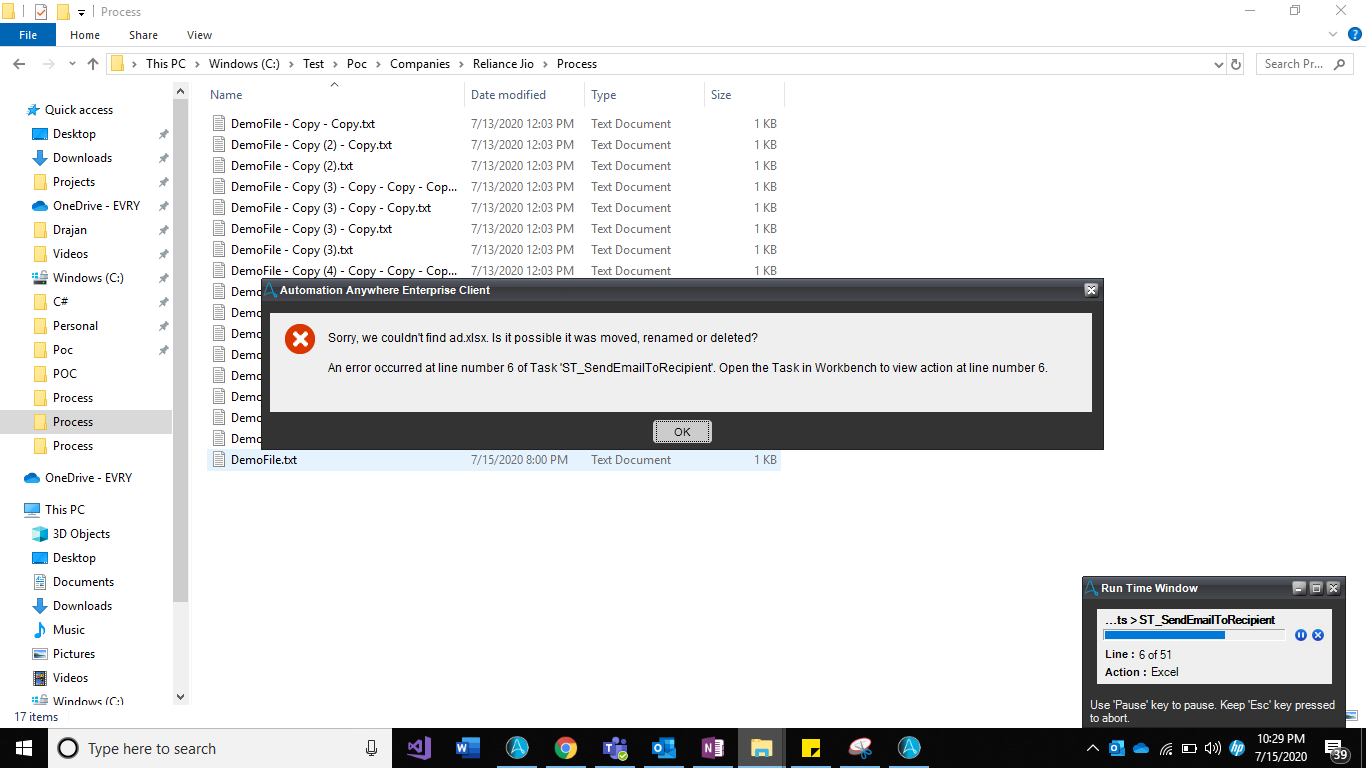 Process
File Home Share View
This PC > Windows (C:) > Test > Poc > Companies > Reliance Jio > Process
Search Pr...
Quick access
Desktop
Downloads
Projects
OneDrive - EVRY
Drajan
Videos
Windows (C:)
C#
Personal
Poc
POC
Process
Process
Process
OneDrive - EVRY
This PC
3D Objects
Desktop
Documents
Downloads
Music
Pictures
Videos
Windows (C:)
Name Date modified Type Size
DemoFile - Copy - Copy.txt 7/13/2020 12:03 PM Text Document 1 KB
DemoFile - Copy (2) - Copy.txt 7/13/2020 12:03 PM Text Document 1 KB
DemoFile - Copy (2).txt 7/13/2020 12:03 PM Text Document 1 KB
DemoFile - Copy (3) - Copy - Copy - Cop... 7/13/2020 12:03 PM Text Document 1 KB
DemoFile - Copy (3) - Copy - Copy.txt 7/13/2020 12:03 PM Text Document 1 KB
DemoFile - Copy (3) - Copy.txt 7/13/2020 12:03 PM Text Document 1 KB
DemoFile - Copy (3).txt 7/13/2020 12:03 PM Text Document 1 KB
DemoFile - Copy (4) - Copy - Copy - Cop... 7/13/2020 12:03 PM Text Document 1 KB
Demo
Demo
Demo
Demo
Demo
Demo
Demo
Demo
DemoFile.txt 7/15/2020 8:00 PM Text Document 1 KB
Automation Anywhere Enterprise Client
Sorry, we couldn't find ad.xlsx. Is it possible it was moved, renamed or deleted?
An error occurred at line number 6 of Task 'ST_SendEmailToRecipient'. Open the Task in Workbench to view action at line number 6.
OK
Run Time Window
...ts > ST_SendEmailToRecipient
Line : 6 of 51
Action : Excel
Use 'Pause' key to pause. Keep 'Esc' key pressed
to abort.
17 items
Type here to search
10:29 PM
7/15/2020
39